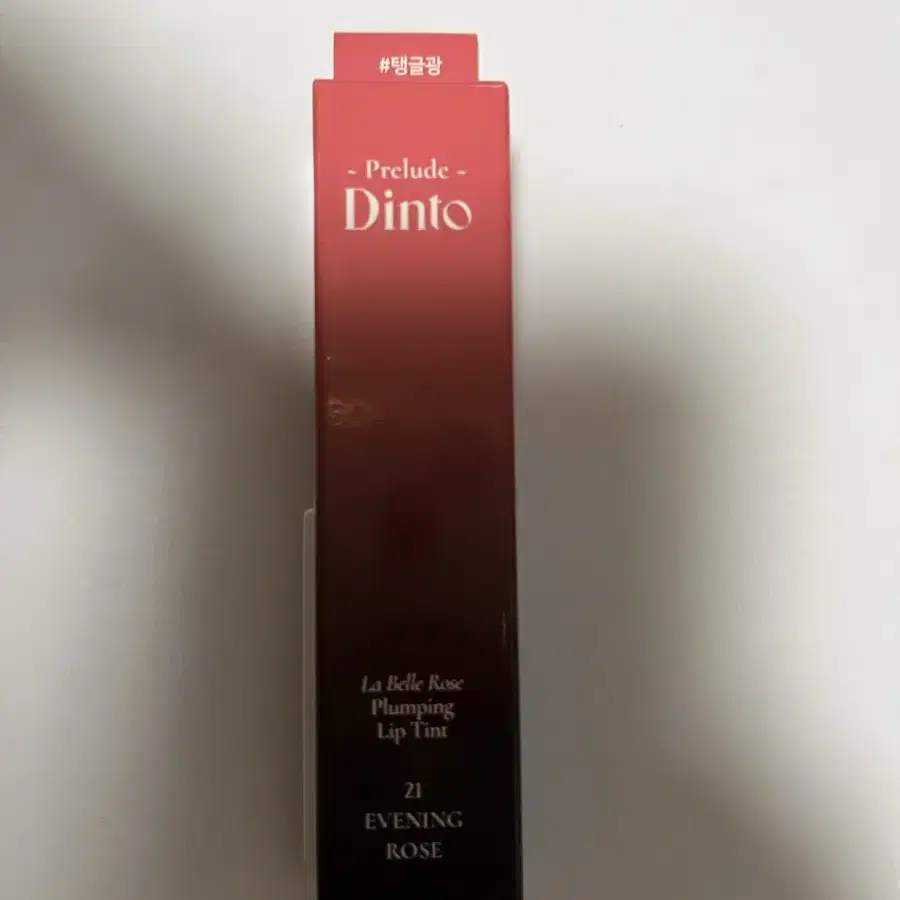 #탱글광
~ Prelude ~
Dinto
La Belle Rose
Plumping
Lip Tint
21
EVENING
ROSE